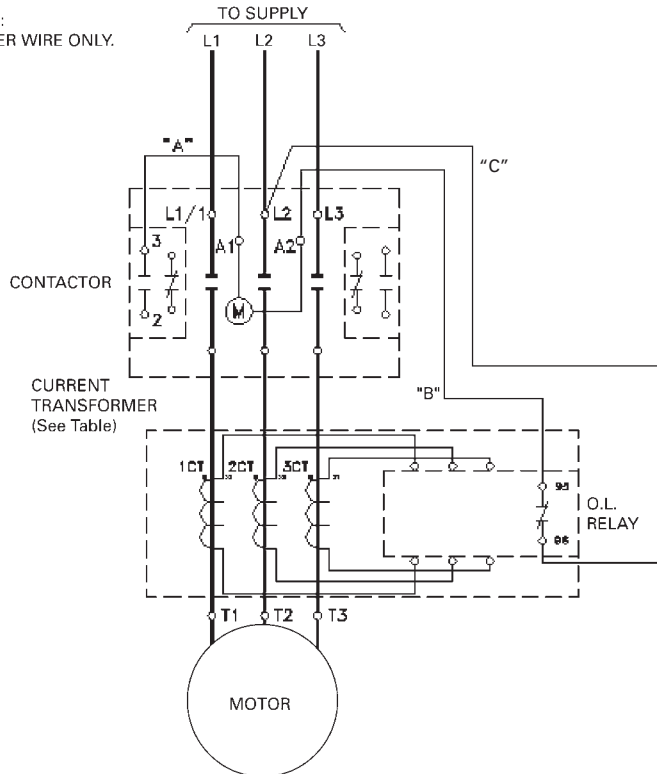 :
ER WIRE ONLY.
TO SUPPLY
L1 L2 L3
"A"
"C"
L1/1 L2 L3
3 A1 A2
CONTACTOR
M
2
CURRENT
TRANSFORMER
(See Table)
"B"
1CT 2CT 3CT
95
O.L.
RELAY
96
T1 T2 T3
MOTOR